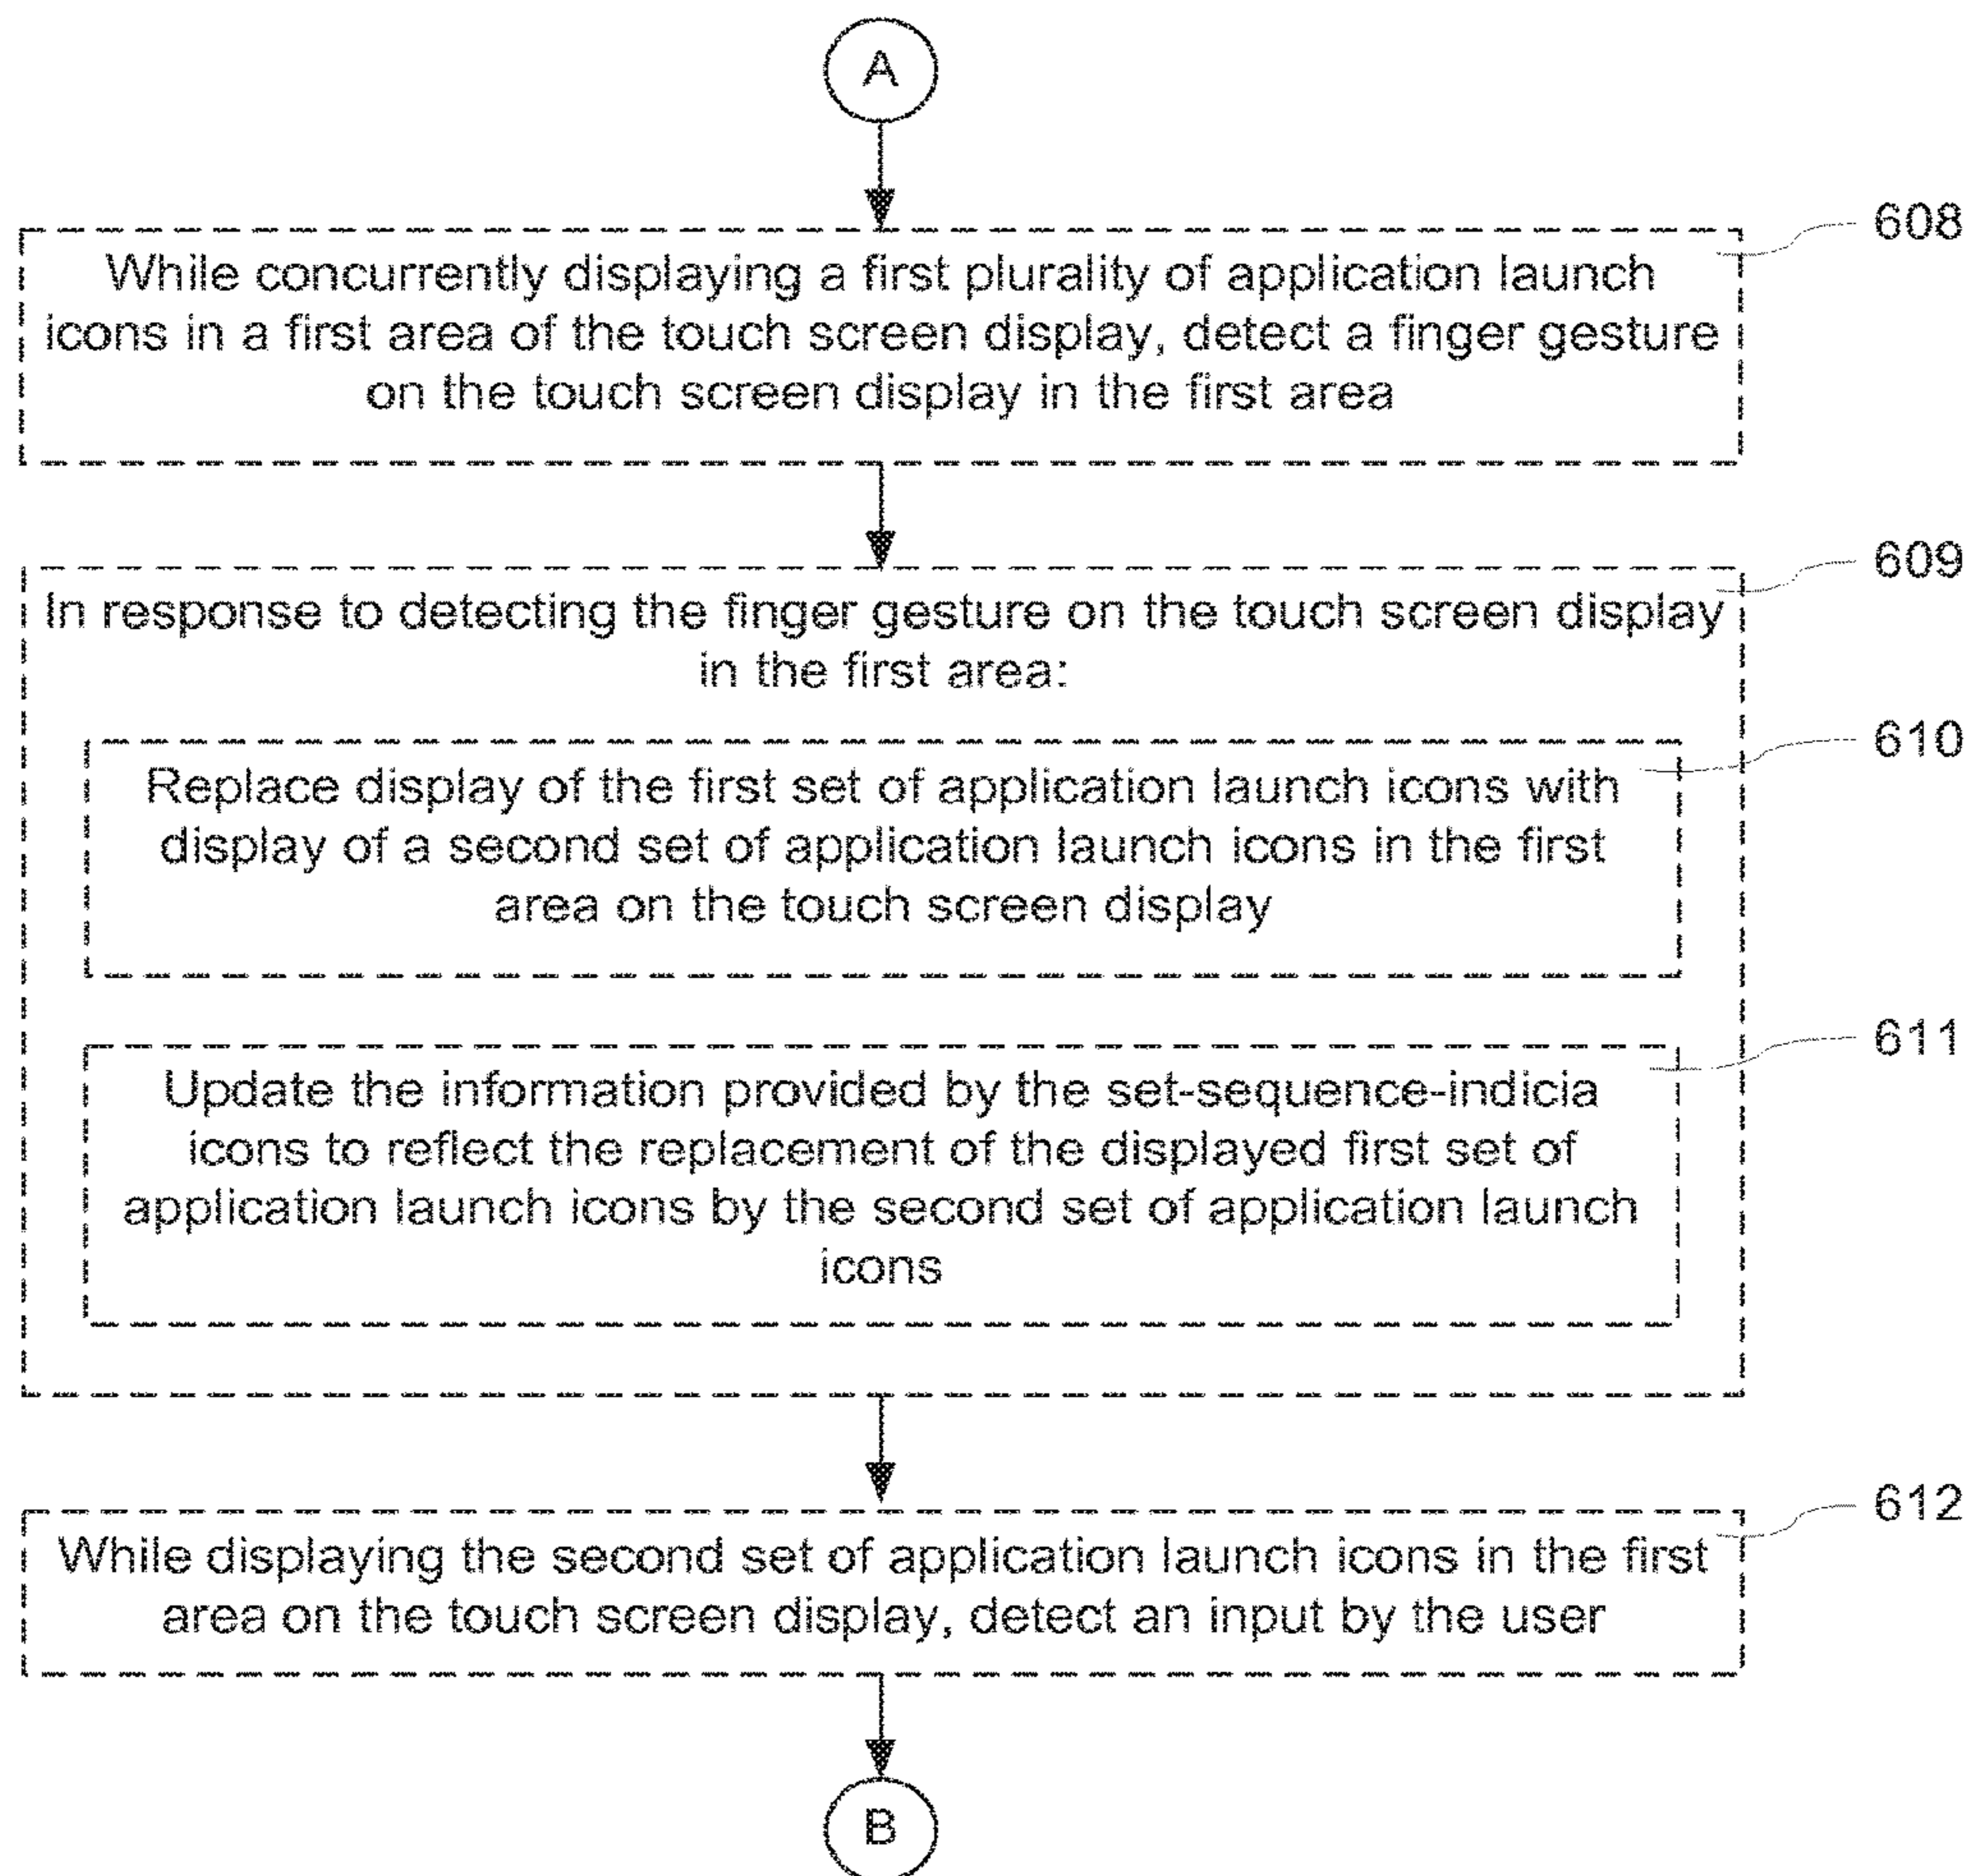 A
608
While concurrently displaying a first plurality of application launch
icons in a first area of the touch screen display, detect a finger gesture
on the touch screen display in the first area
609
In response to detecting the finger gesture on the touch screen display
in the first area:
610
Replace display of the first set of application launch icons with
display of a second set of application launch icons in the first
area on the touch screen display
611
Update the information provided by the set-sequence-indicia
icons to reflect the replacement of the displayed first set of
application launch icons by the second set of application launch
icons
612
While displaying the second set of application launch icons in the first
area on the touch screen display, detect an input by the user
B